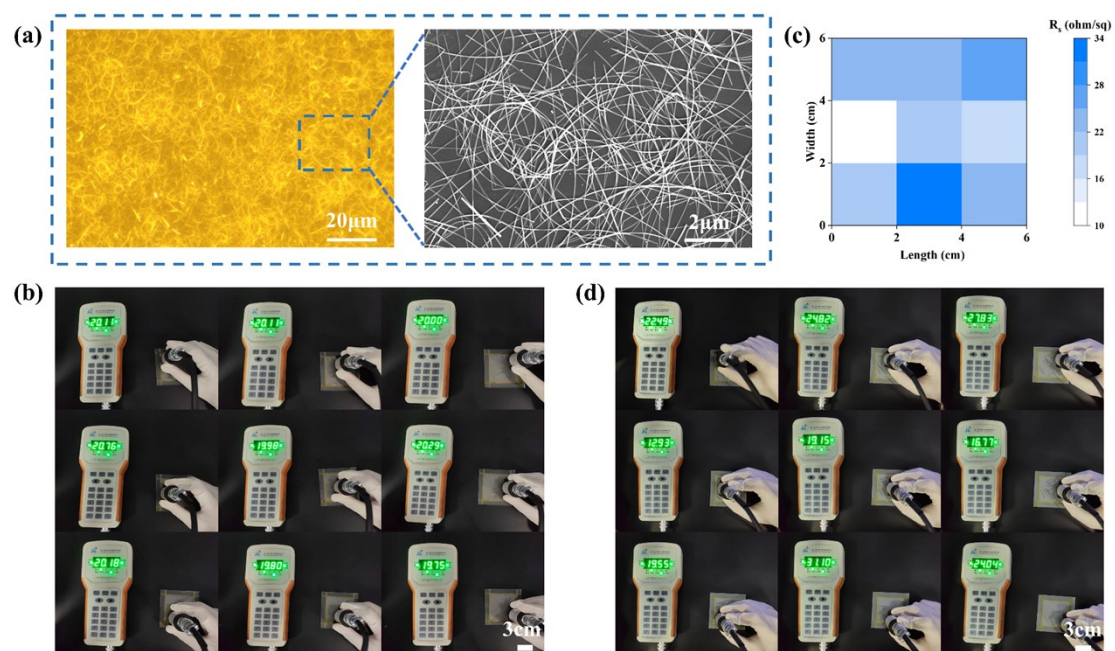 (a)
20μm
2μm
(c)
R_s (ohm/sq)
34
28
22
16
10
Width (cm)
6
4
2
0
0
2
4
6
Length (cm)
(b)
20.11
20.11
20.00
20.76
19.98
20.29
20.18
19.80
19.75
3cm
(d)
22.49
24.82
27.83
12.93
19.15
16.77
19.55
31.10
24.04
3cm